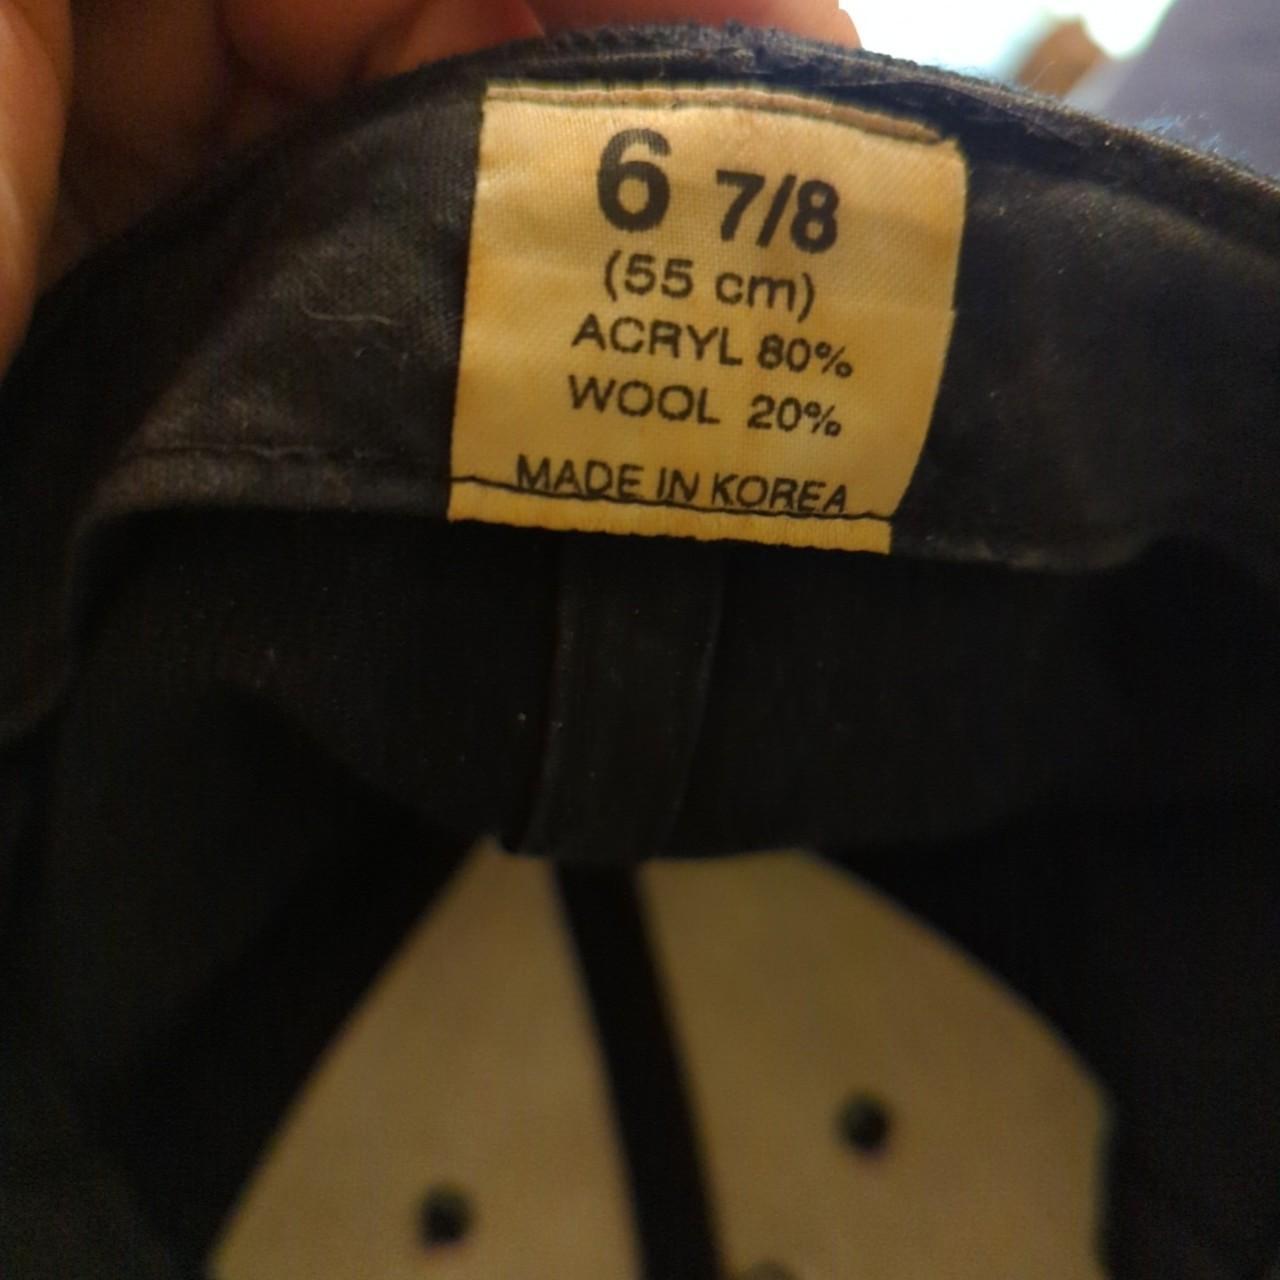 6 7/8
(55 cm)
ACRYL 80%
WOOL 20%
MADE IN KOREA